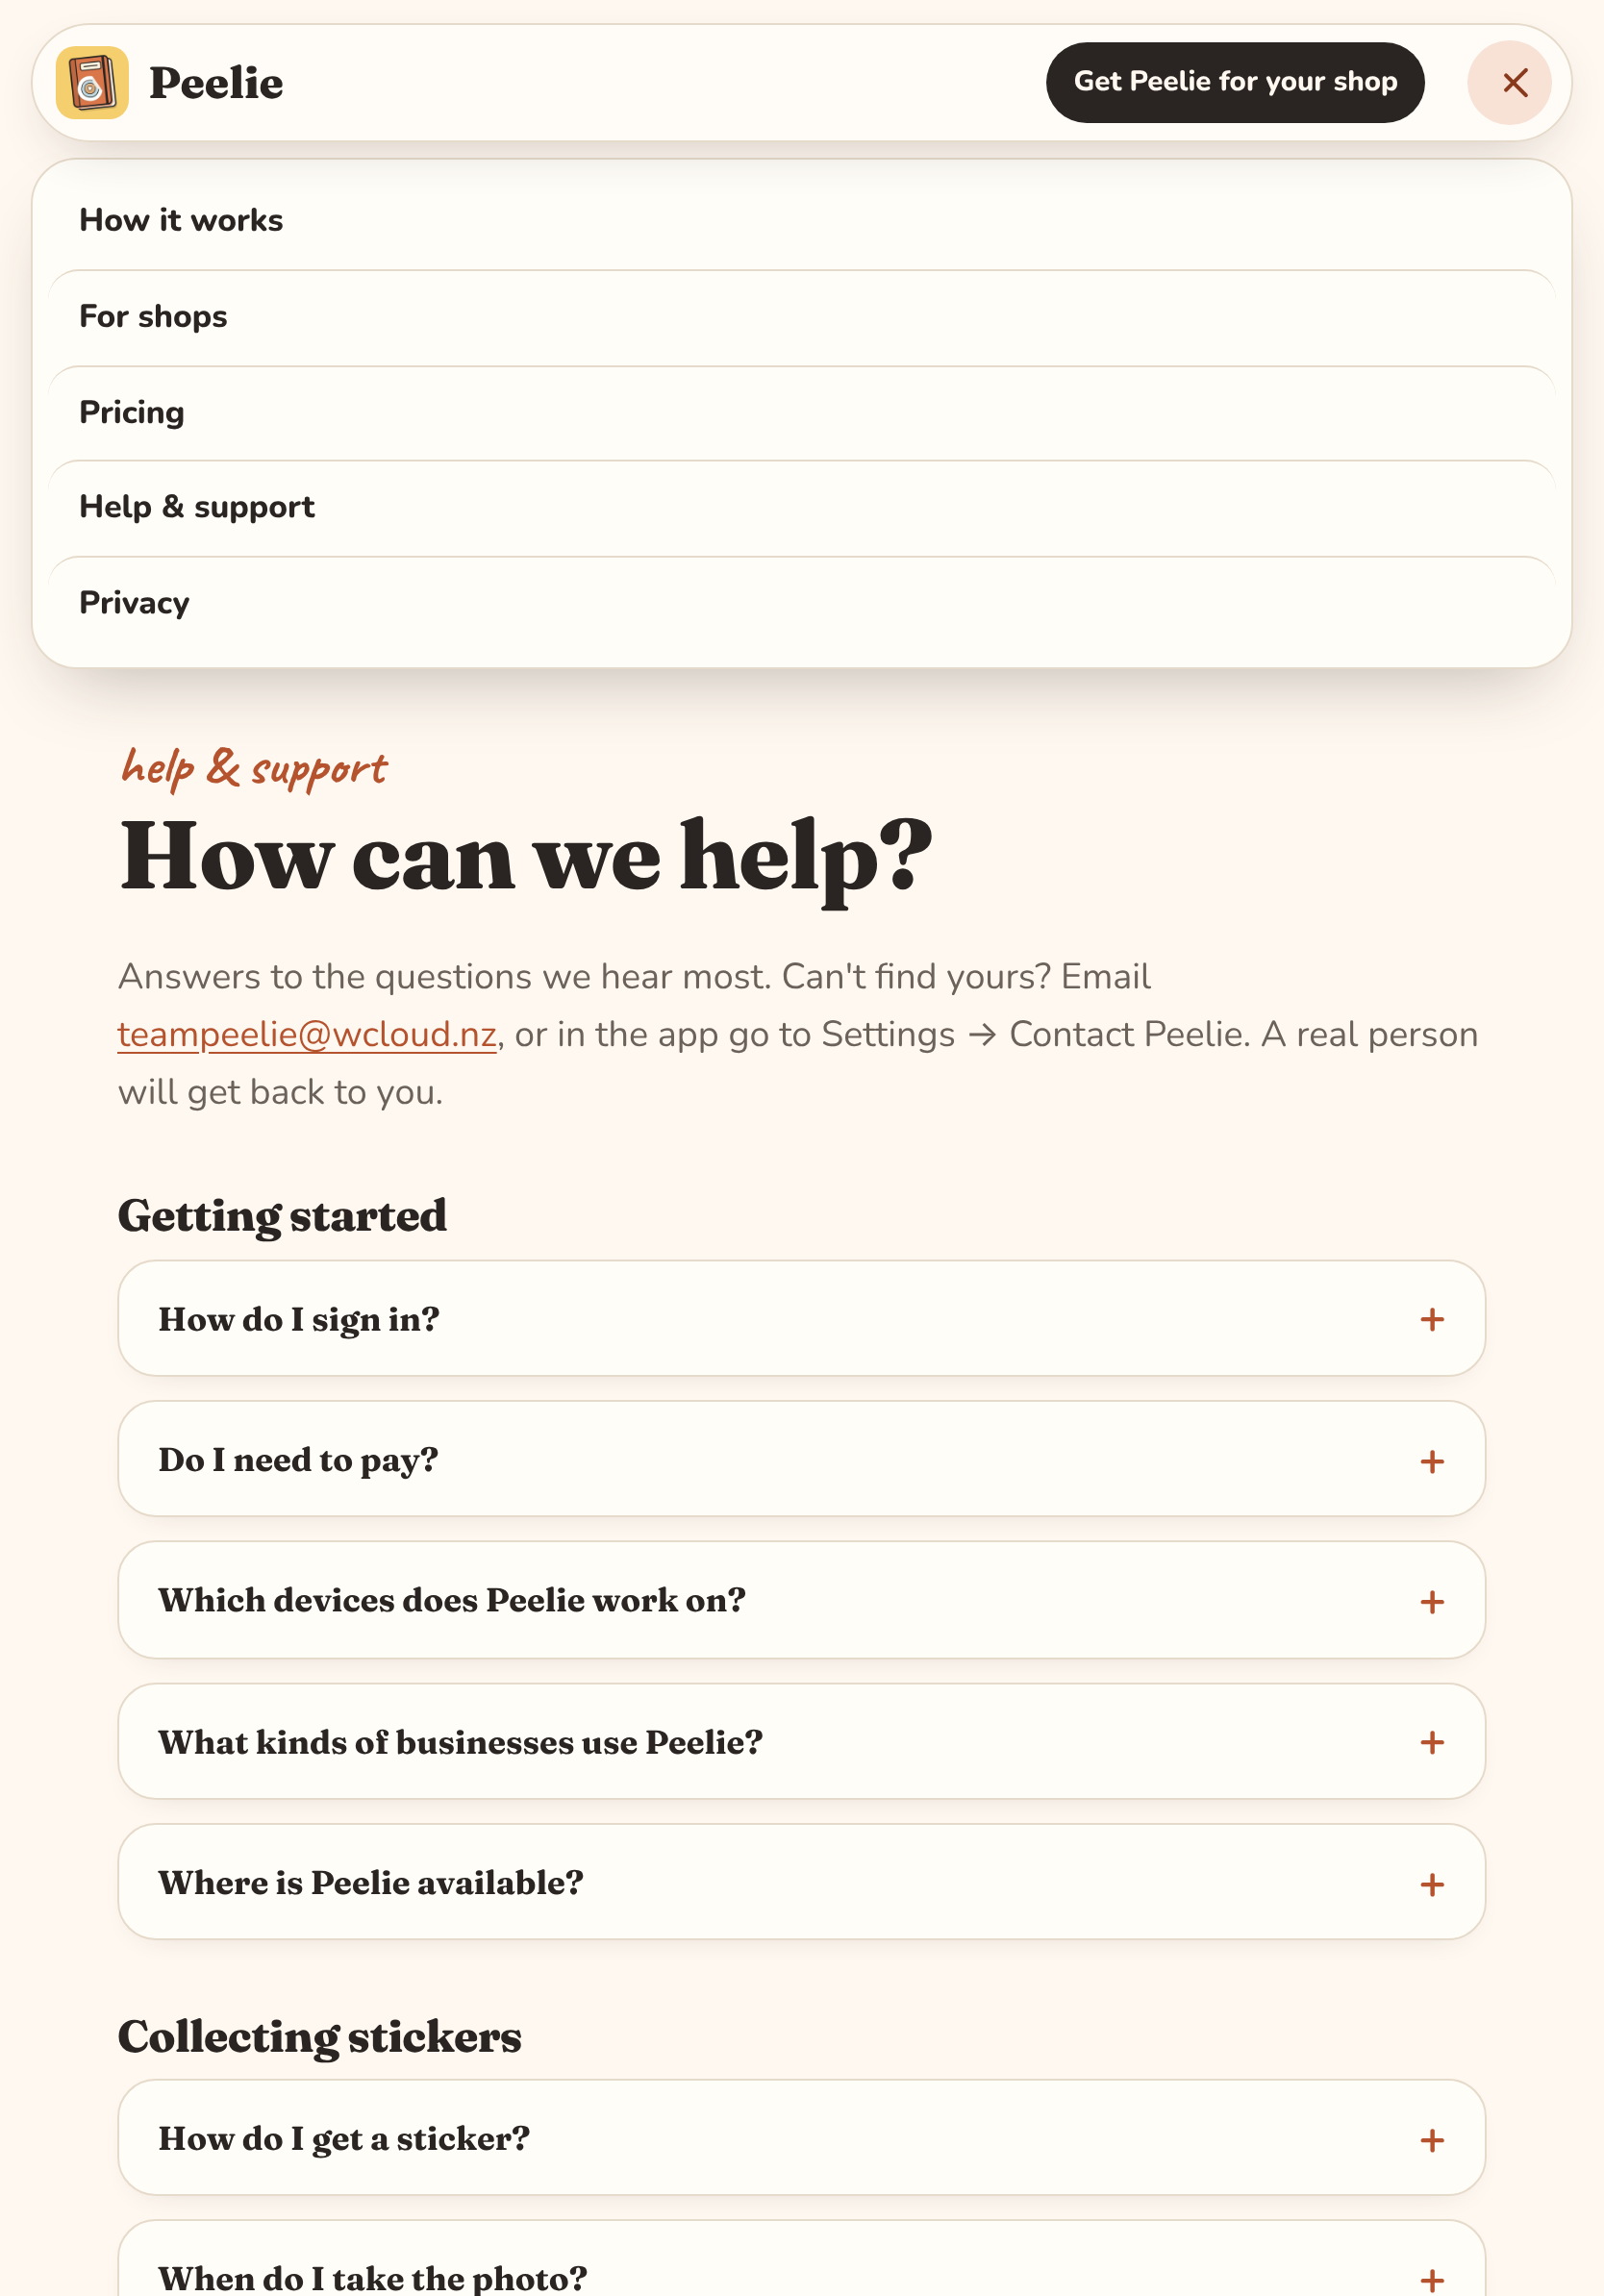 Peelie
Get Peelie for your shop
How it works
For shops
Pricing
Help & support
Privacy
help & support
How can we help?
Answers to the questions we hear most. Can't find yours? Email
teampeelie@wcloud.nz, or in the app go to Settings → Contact Peelie. A real person
will get back to you.
Getting started
How do I sign in?
Do I need to pay?
Which devices does Peelie work on?
What kinds of businesses use Peelie?
Where is Peelie available?
Collecting stickers
How do I get a sticker?
When do I take the photo?